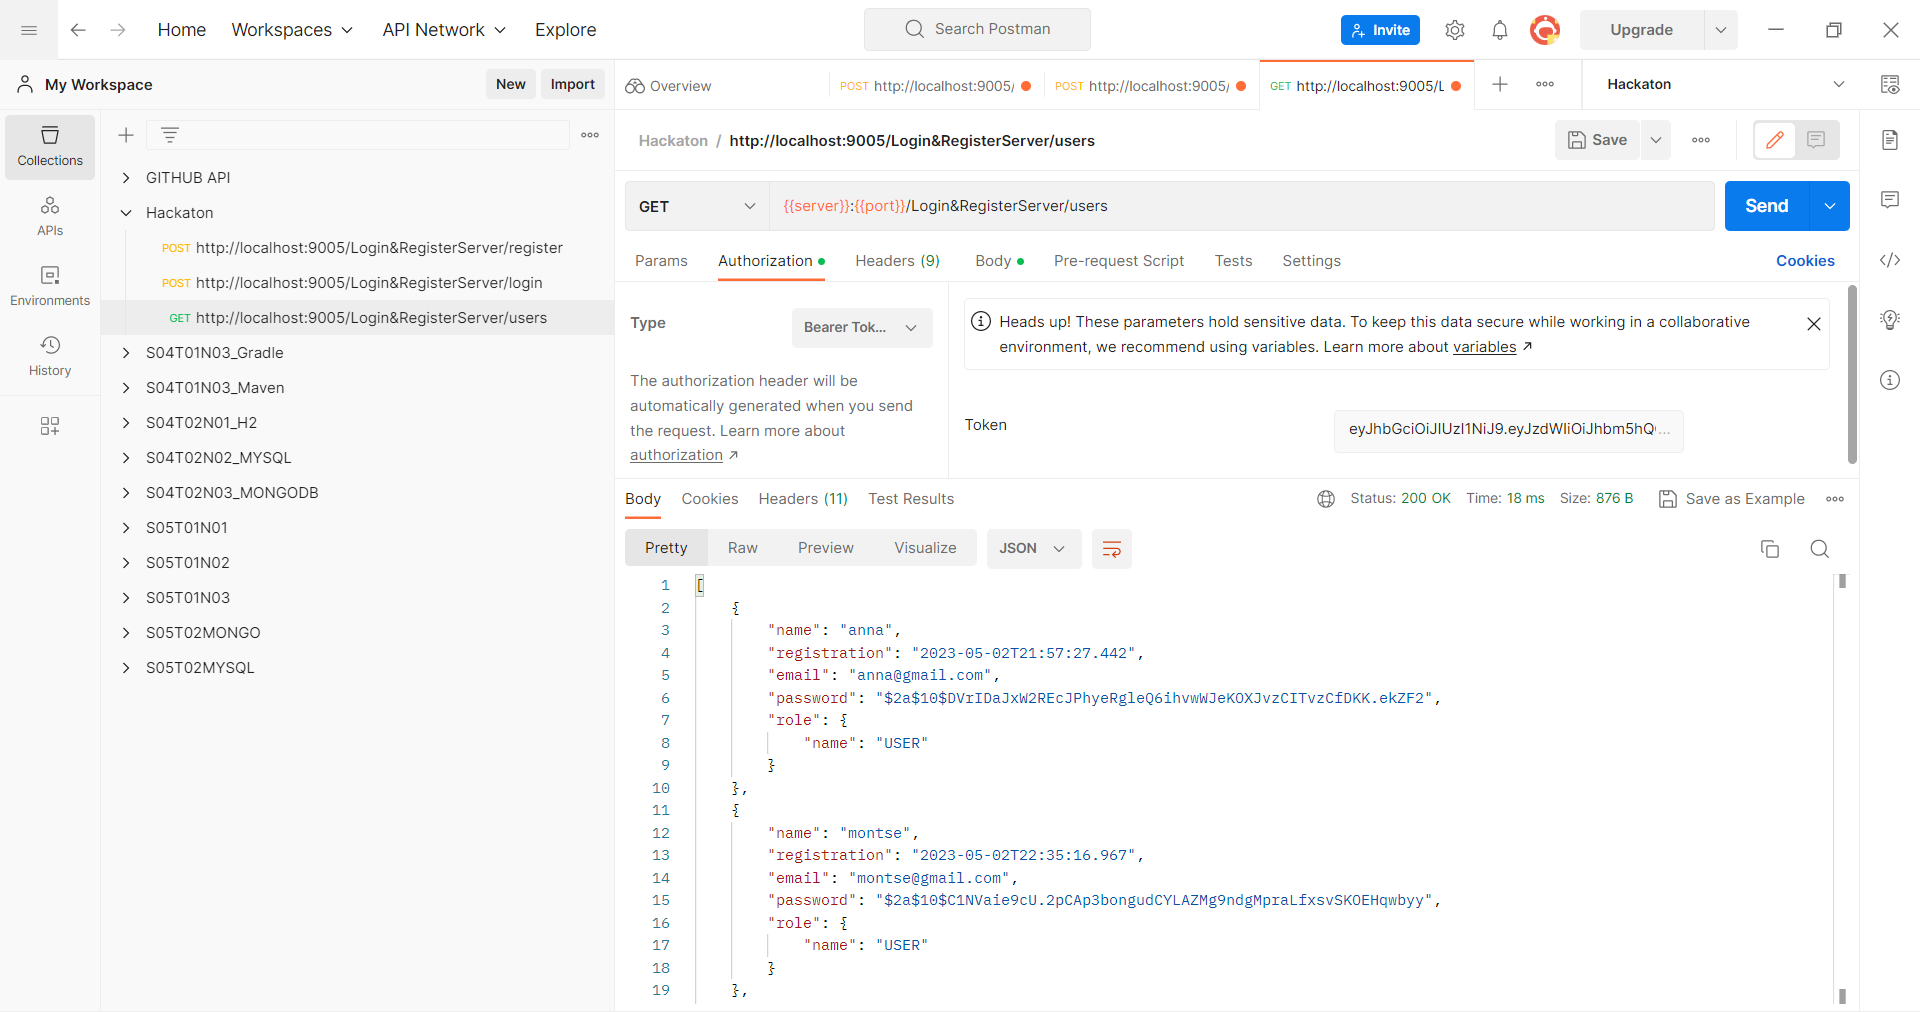 Home
Workspaces
API Network
Explore
Search Postman
Invite
Upgrade
My Workspace
New
Import
Overview
POST http://localhost:9005/
POST http://localhost:9005/
GET http://localhost:9005/L
Hackaton
Collections
APIs
Environments
History
GITHUB API
Hackaton
POST http://localhost:9005/Login&RegisterServer/register
POST http://localhost:9005/Login&RegisterServer/login
GET http://localhost:9005/Login&RegisterServer/users
S04T01N03_Gradle
S04T01N03_Maven
S04T02N01_H2
S04T02N02_MYSQL
S04T02N03_MONGODB
S05T01N01
S05T01N02
S05T01N03
S05T02MONGO
S05T02MYSQL
Hackaton / http://localhost:9005/Login&RegisterServer/users
Save
GET
{{server}}:{{port}}/Login&RegisterServer/users
Send
Params
Authorization
Headers (9)
Body
Pre-request Script
Tests
Settings
Cookies
Type
Bearer Tok...
The authorization header will be
automatically generated when you send
the request. Learn more about
authorization ↗
Heads up! These parameters hold sensitive data. To keep this data secure while working in a collaborative
environment, we recommend using variables. Learn more about variables ↗
Token
eyJhbGciOiJIUzI1NiJ9.eyJzdWIiOiJhbm5hQ...
Body
Cookies
Headers (11)
Test Results
Status: 200 OK
Time: 18 ms
Size: 876 B
Save as Example
Pretty
Raw
Preview
Visualize
JSON
1 [
2 {
3 "name": "anna",
4 "registration": "2023-05-02T21:57:27.442",
5 "email": "anna@gmail.com",
6 "password": "$2a$10$DVrIDaJxW2REcJPhyeRgleQ6ihvwWJeKOXJvzCITvzCfDKK.ekZF2",
7 "role": {
8 "name": "USER"
9 }
10 },
11 {
12 "name": "montse",
13 "registration": "2023-05-02T22:35:16.967",
14 "email": "montse@gmail.com",
15 "password": "$2a$10$C1NVaie9cU.2pCAp3bongudCYLAZMg9ndgMpraLfxsvSKOEHqwbyy",
16 "role": {
17 "name": "USER"
18 }
19 },